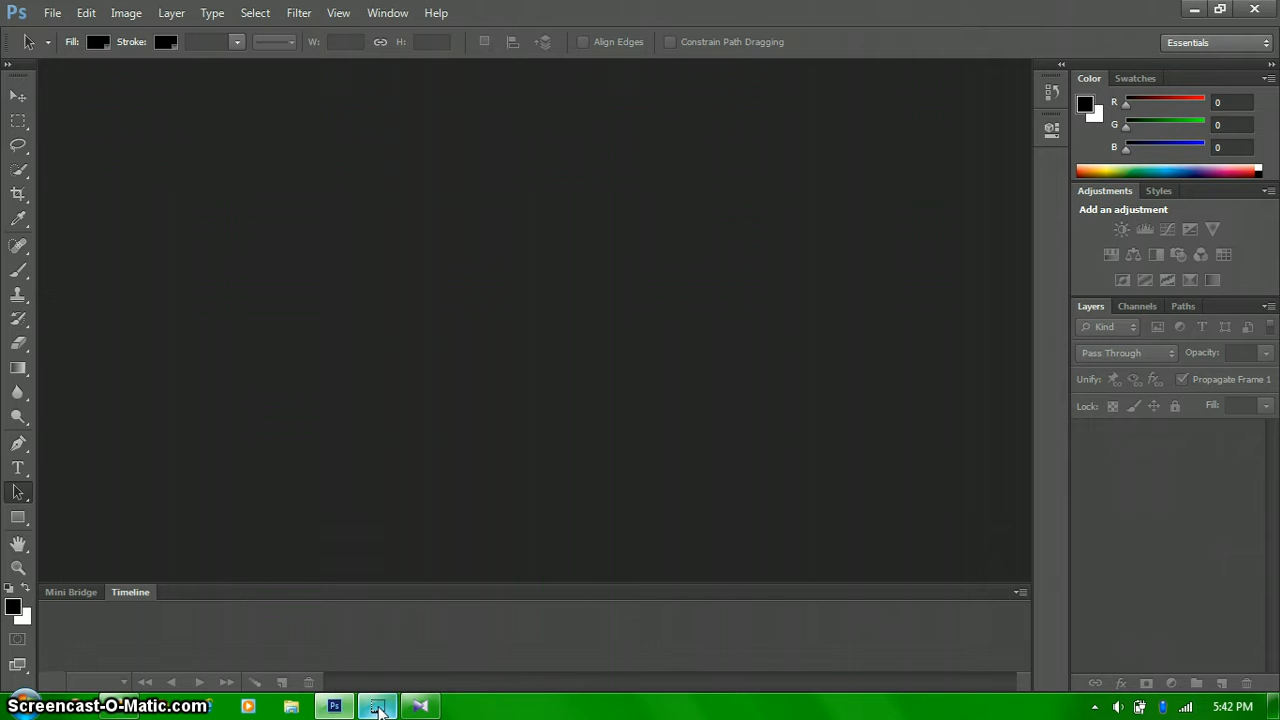 Ps File Edit Image Layer Type Select Filter View Window Help
Fill: Stroke: W: H: Align Edges Constrain Path Dragging Essentials
Color Swatches
R 0
G 0
B 0
Adjustments Styles
Add an adjustment
Layers Channels Paths
Kind
Pass Through Opacity:
Unify: Propagate Frame 1
Lock: Fill:
T
Mini Bridge Timeline
Screencast-O-Matic.com Ps 5:42 PM